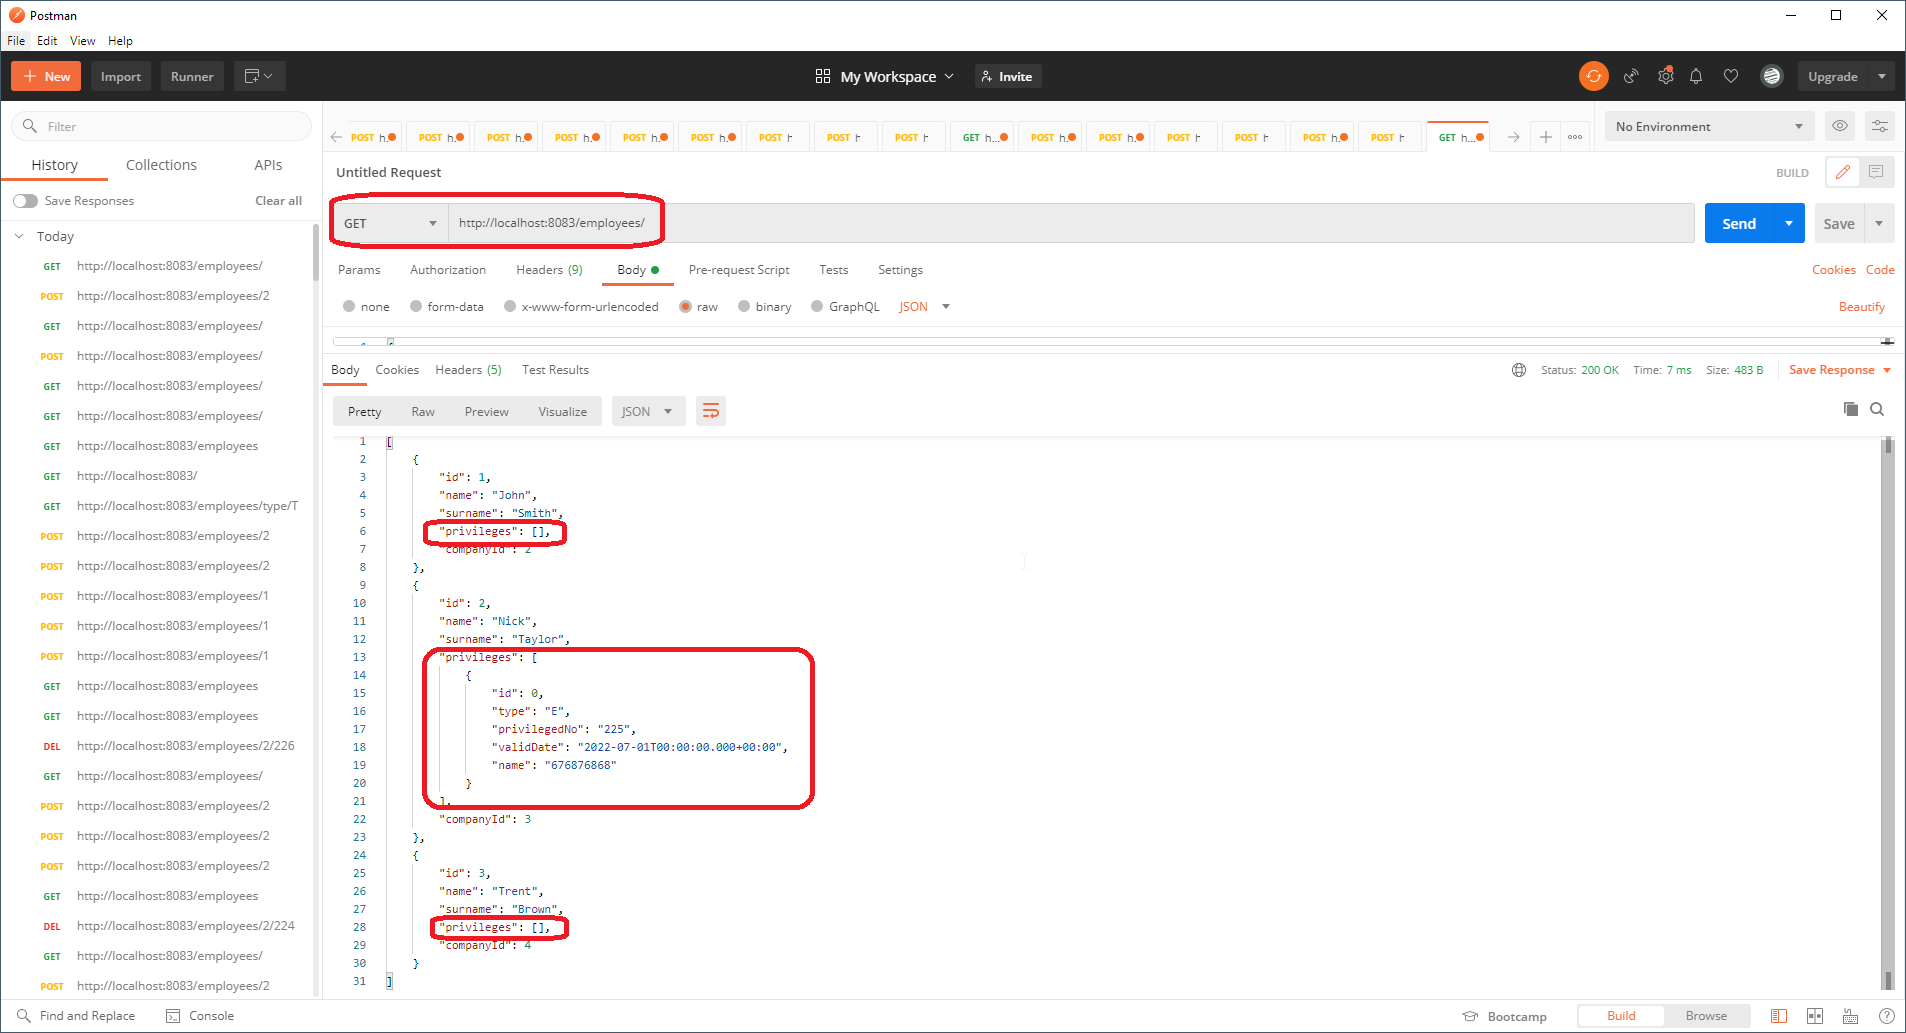 Postman
File Edit View Help
New Import Runner My Workspace Invite Upgrade
Filter
History Collections APIs
Save Responses Clear all
Today
GET http://localhost:8083/employees/
POST http://localhost:8083/employees/2
GET http://localhost:8083/employees/
POST http://localhost:8083/employees/
GET http://localhost:8083/employees/
GET http://localhost:8083/employees/
GET http://localhost:8083/employees
GET http://localhost:8083/
GET http://localhost:8083/employees/type/T
POST http://localhost:8083/employees/2
POST http://localhost:8083/employees/2
POST http://localhost:8083/employees/1
POST http://localhost:8083/employees/1
POST http://localhost:8083/employees/1
GET http://localhost:8083/employees
GET http://localhost:8083/employees
DEL http://localhost:8083/employees/2/226
GET http://localhost:8083/employees/
POST http://localhost:8083/employees/2
POST http://localhost:8083/employees/2
POST http://localhost:8083/employees/2
GET http://localhost:8083/employees
DEL http://localhost:8083/employees/2/224
GET http://localhost:8083/employees/
POST http://localhost:8083/employees/2
POST h. POST h. POST h. POST h. POST h. POST h. POST h POST h POST h GET h... POST h. POST h. POST h POST h POST h. POST h GET h...
No Environment
Untitled Request BUILD
GET http://localhost:8083/employees/ Send Save
Params Authorization Headers (9) Body Pre-request Script Tests Settings Cookies Code
none form-data x-www-form-urlencoded raw binary GraphQL JSON Beautify
Body Cookies Headers (5) Test Results Status: 200 OK Time: 7 ms Size: 483 B Save Response
Pretty Raw Preview Visualize JSON
1 [
2 {
3 "id": 1,
4 "name": "John",
5 "surname": "Smith",
6 "privileges": [],
7 "companyId": 2
8 },
9 {
10 "id": 2,
11 "name": "Nick",
12 "surname": "Taylor",
13 "privileges": [
14 {
15 "id": 0,
16 "type": "E",
17 "privilegedNo": "225",
18 "validDate": "2022-07-01T00:00:00.000+00:00",
19 "name": "676876868"
20 }
21 ],
22 "companyId": 3
23 },
24 {
25 "id": 3,
26 "name": "Trent",
27 "surname": "Brown",
28 "privileges": [],
29 "companyId": 4
30 }
31 ]
Find and Replace Console Bootcamp Build Browse